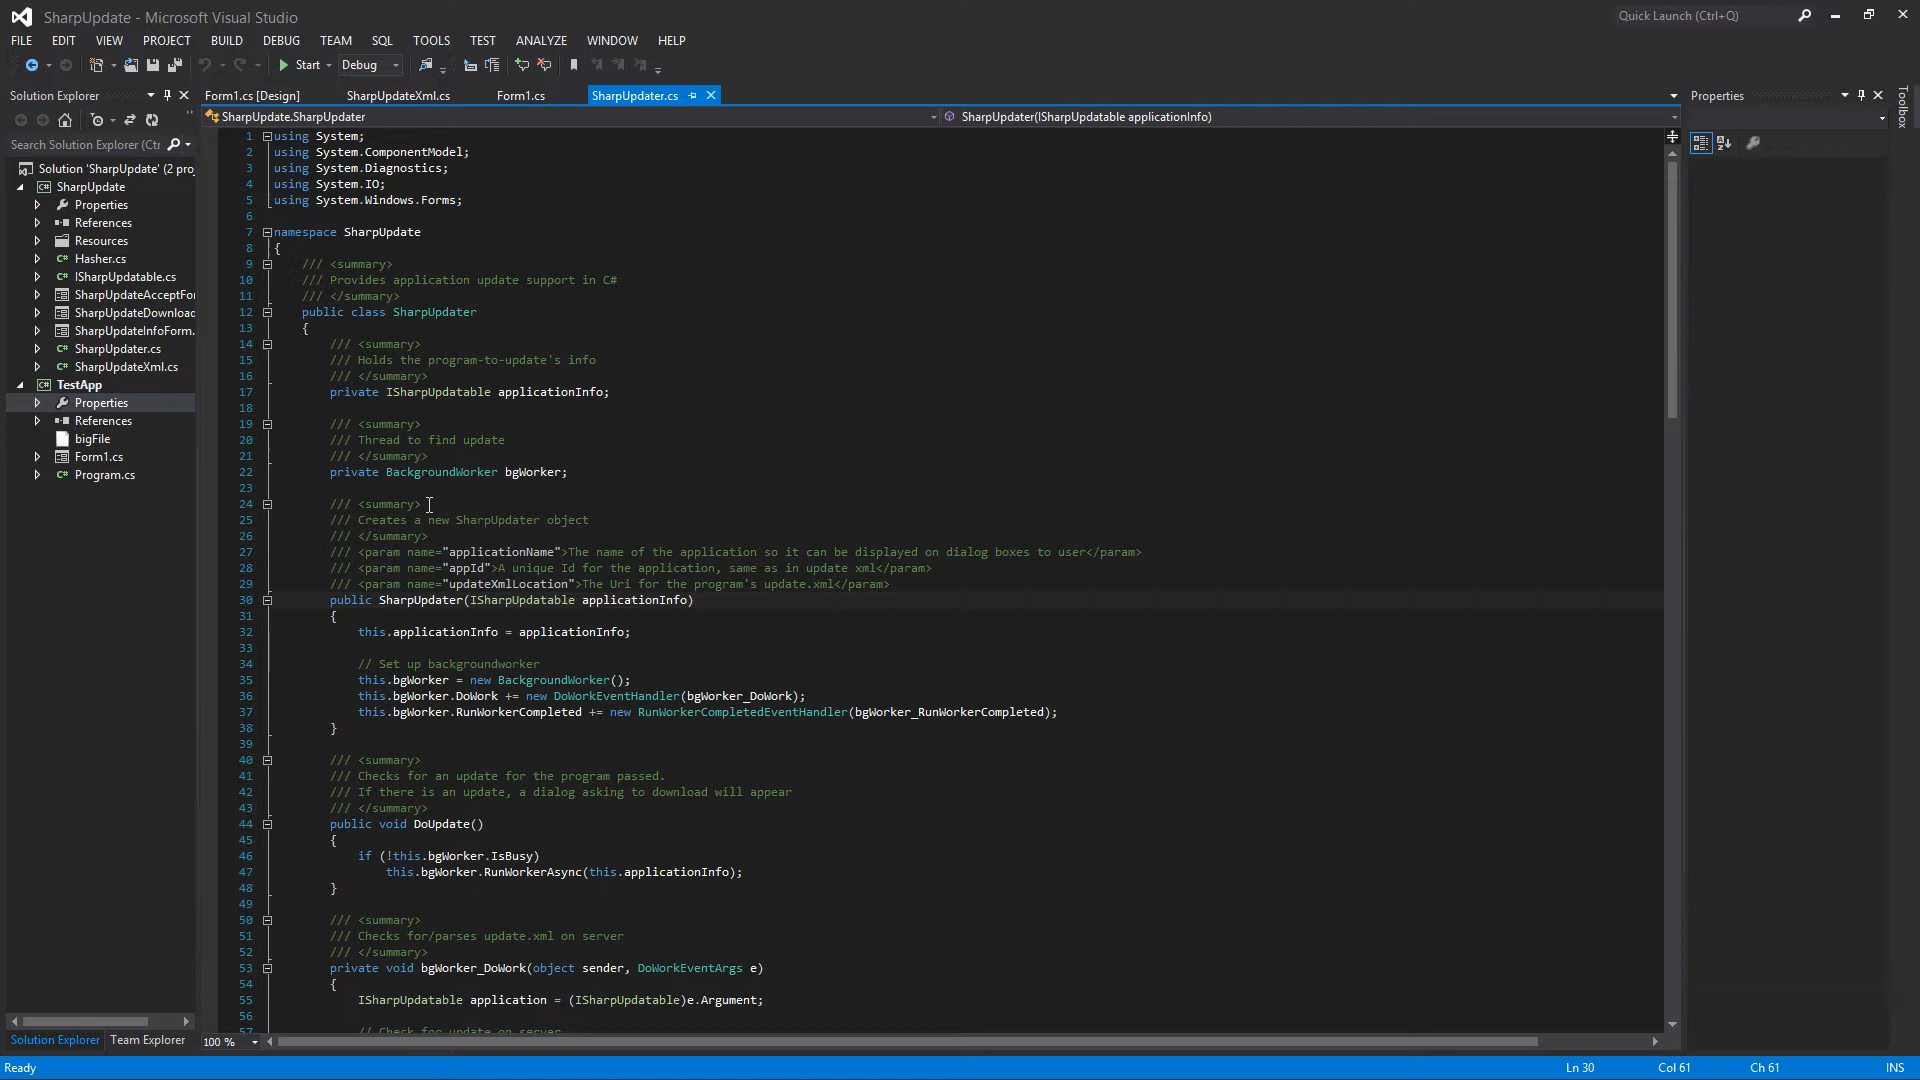 SharpUpdate - Microsoft Visual Studio
Quick Launch (Ctrl+Q)
FILE EDIT VIEW PROJECT BUILD DEBUG TEAM SQL TOOLS TEST ANALYZE WINDOW HELP
Start Debug
Solution Explorer
Search Solution Explorer (Ctr
Solution 'SharpUpdate' (2 proj
SharpUpdate
Properties
References
Resources
Hasher.cs
ISharpUpdatable.cs
SharpUpdateAcceptFor
SharpUpdateDownload
SharpUpdateInfoForm.
SharpUpdater.cs
SharpUpdateXml.cs
TestApp
Properties
References
bigFile
Form1.cs
Program.cs
Solution Explorer Team Explorer
Form1.cs [Design] SharpUpdateXml.cs Form1.cs SharpUpdater.cs
SharpUpdate.SharpUpdater SharpUpdater(ISharpUpdatable applicationInfo)
1 using System;
2 using System.ComponentModel;
3 using System.Diagnostics;
4 using System.IO;
5 using System.Windows.Forms;
6
7 namespace SharpUpdate
8 {
9 /// <summary>
10 /// Provides application update support in C#
11 /// </summary>
12 public class SharpUpdater
13 {
14 /// <summary>
15 /// Holds the program-to-update's info
16 /// </summary>
17 private ISharpUpdatable applicationInfo;
18
19 /// <summary>
20 /// Thread to find update
21 /// </summary>
22 private BackgroundWorker bgWorker;
23
24 /// <summary>
25 /// Creates a new SharpUpdater object
26 /// </summary>
27 /// <param name="applicationName">The name of the application so it can be displayed on dialog boxes to user</param>
28 /// <param name="appId">A unique Id for the application, same as in update xml</param>
29 /// <param name="updateXmlLocation">The Uri for the program's update.xml</param>
30 public SharpUpdater(ISharpUpdatable applicationInfo)
31 {
32 this.applicationInfo = applicationInfo;
33
34 // Set up backgroundworker
35 this.bgWorker = new BackgroundWorker();
36 this.bgWorker.DoWork += new DoWorkEventHandler(bgWorker_DoWork);
37 this.bgWorker.RunWorkerCompleted += new RunWorkerCompletedEventHandler(bgWorker_RunWorkerCompleted);
38 }
39
40 /// <summary>
41 /// Checks for an update for the program passed.
42 /// If there is an update, a dialog asking to download will appear
43 /// </summary>
44 public void DoUpdate()
45 {
46 if (!this.bgWorker.IsBusy)
47 this.bgWorker.RunWorkerAsync(this.applicationInfo);
48 }
49
50 /// <summary>
51 /// Checks for/parses update.xml on server
52 /// </summary>
53 private void bgWorker_DoWork(object sender, DoWorkEventArgs e)
54 {
55 ISharpUpdatable application = (ISharpUpdatable)e.Argument;
56
57 // Check for update on server
100 %
Properties
Toolbox
Ready Ln 30 Col 61 Ch 61 INS